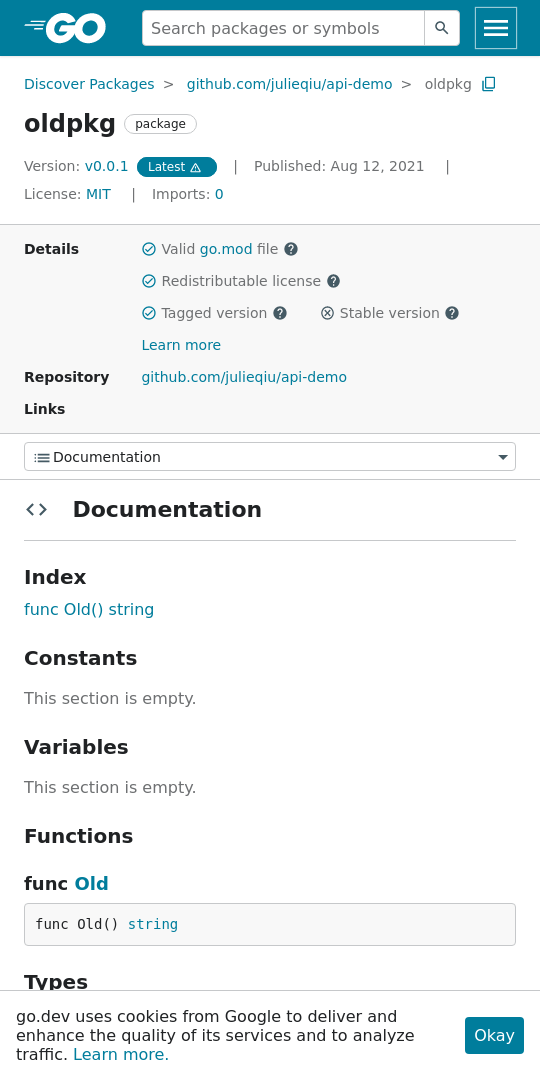 GO
Search packages or symbols
Discover Packages > github.com/julieqiu/api-demo > oldpkg
oldpkg package
Version: v0.0.1 Latest | Published: Aug 12, 2021 |
License: MIT | Imports: 0
Details
Valid go.mod file
Redistributable license
Tagged version Stable version
Learn more
Repository github.com/julieqiu/api-demo
Links
Documentation
Documentation
Index
func Old() string
Constants
This section is empty.
Variables
This section is empty.
Functions
func Old
func Old() string
Types
go.dev uses cookies from Google to deliver and
enhance the quality of its services and to analyze
traffic. Learn more.
Okay